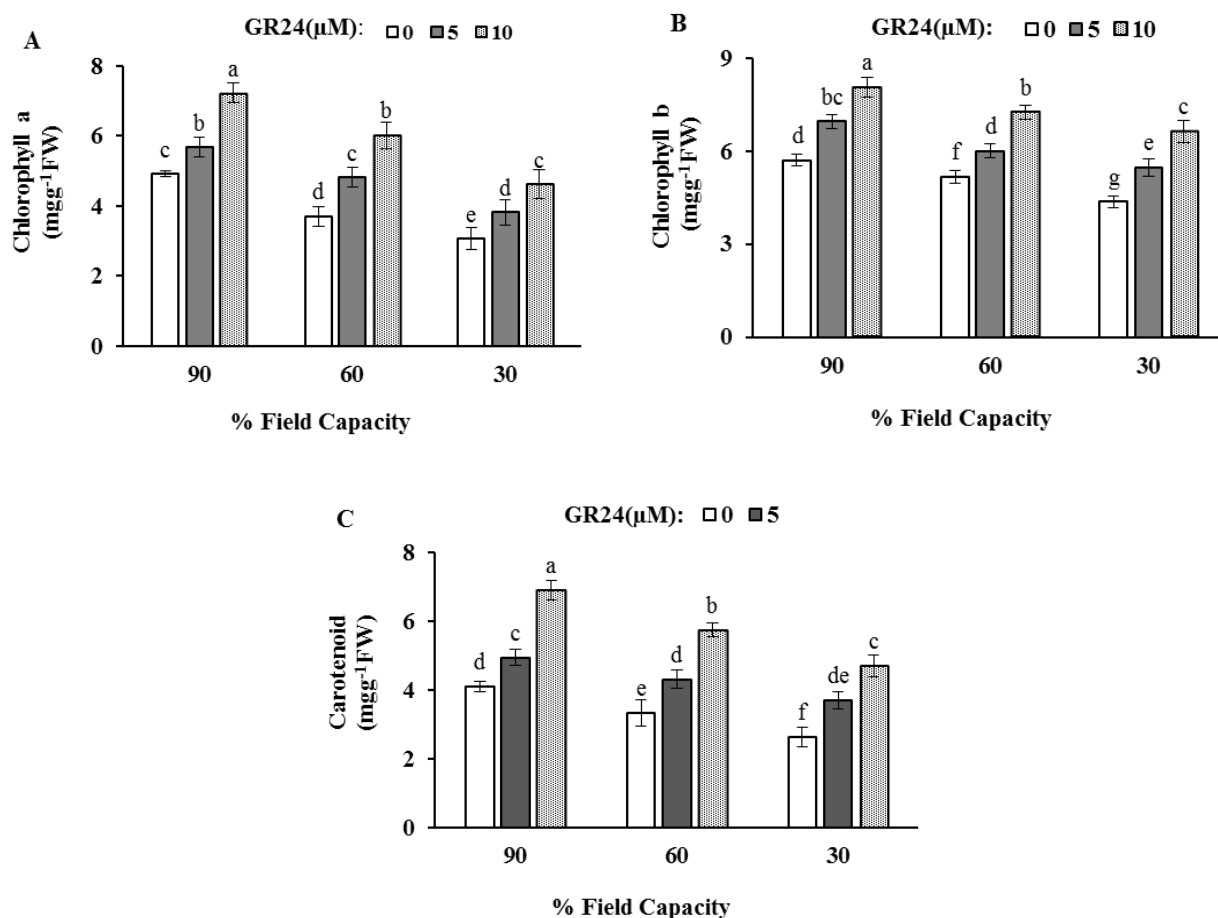 A
GR24(μM): 0 5 10
Chlorophyll a
(mgg⁻¹FW)
8
6
4
2
0
c b a
d c b
e d c
90 60 30
% Field Capacity
B
GR24(μM): 0 5 10
Chlorophyll b
(mgg⁻¹FW)
9
6
3
0
d bc a
f d b
g e c
90 60 30
% Field Capacity
C
GR24(μM): 0 5
Carotenoid
(mgg⁻¹FW)
8
6
4
2
0
d c a
e d b
f de c
90 60 30
% Field Capacity